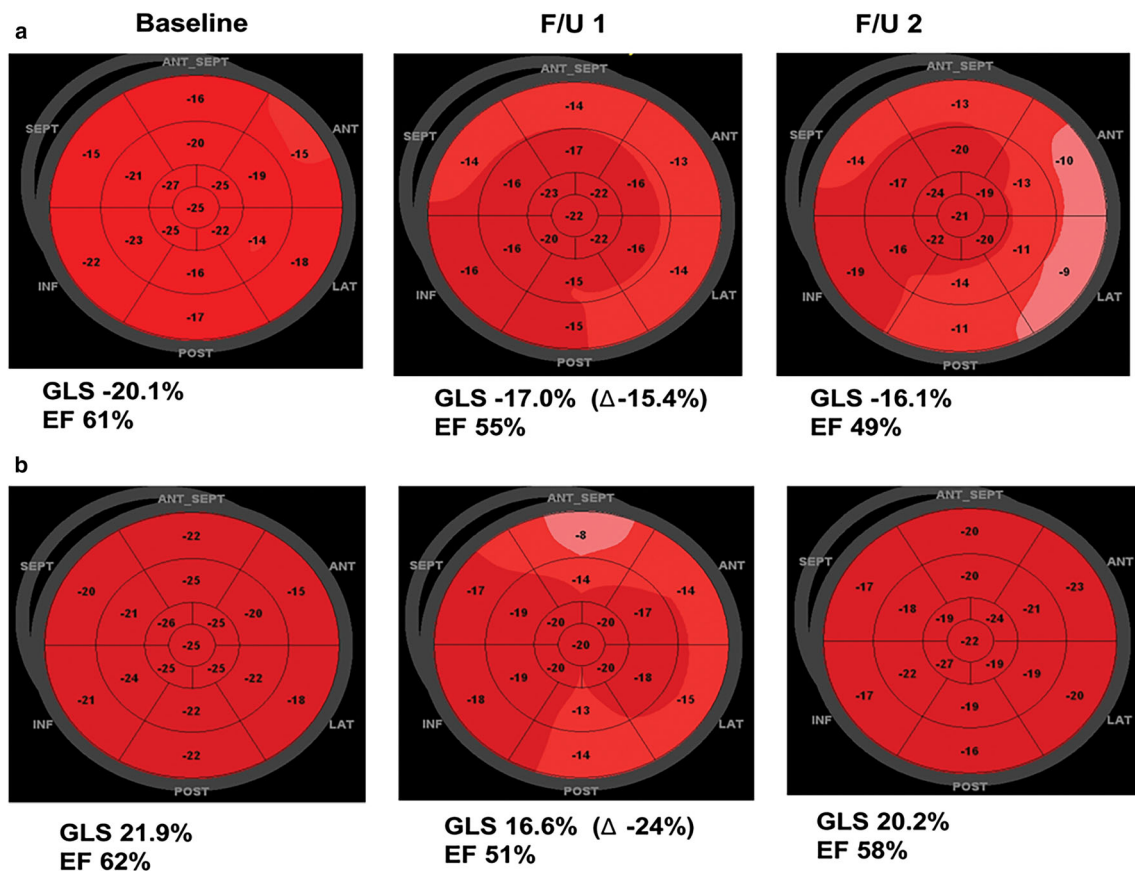 Baseline F/U 1 F/U 2
a
ANT_SEPT ANT_SEPT ANT_SEPT
-16 -14 -13
SEPT ANT SEPT ANT SEPT ANT
-15 -20 -15 -14 -17 -13 -14 -20 -10
-21 -19 -16 -16 -17 -13
-27 -25 -23 -22 -24 -19
-25 -22 -21
-25 -22 -20 -22 -22 -20
-23 -14 -16 -16 -16 -11
-22 -18 -16 -14 -19 -9
-16 -15 -14
INF LAT INF LAT INF LAT
-17 -15 -11
POST POST POST
GLS -20.1% GLS -17.0% (Δ-15.4%) GLS -16.1%
EF 61% EF 55% EF 49%
b
ANT_SEPT ANT_SEPT ANT_SEPT
-22 -8 -20
SEPT ANT SEPT ANT SEPT ANT
-20 -25 -15 -17 -14 -14 -17 -20 -23
-21 -20 -19 -17 -18 -21
-26 -25 -20 -20 -19 -24
-25 -20 -22
-25 -25 -20 -20 -27 -19
-24 -22 -19 -18 -22 -19
-21 -18 -18 -15 -17 -20
-22 -13 -19
INF LAT INF LAT INF LAT
-22 -14 -16
POST POST POST
GLS 21.9% GLS 16.6% (Δ -24%) GLS 20.2%
EF 62% EF 51% EF 58%